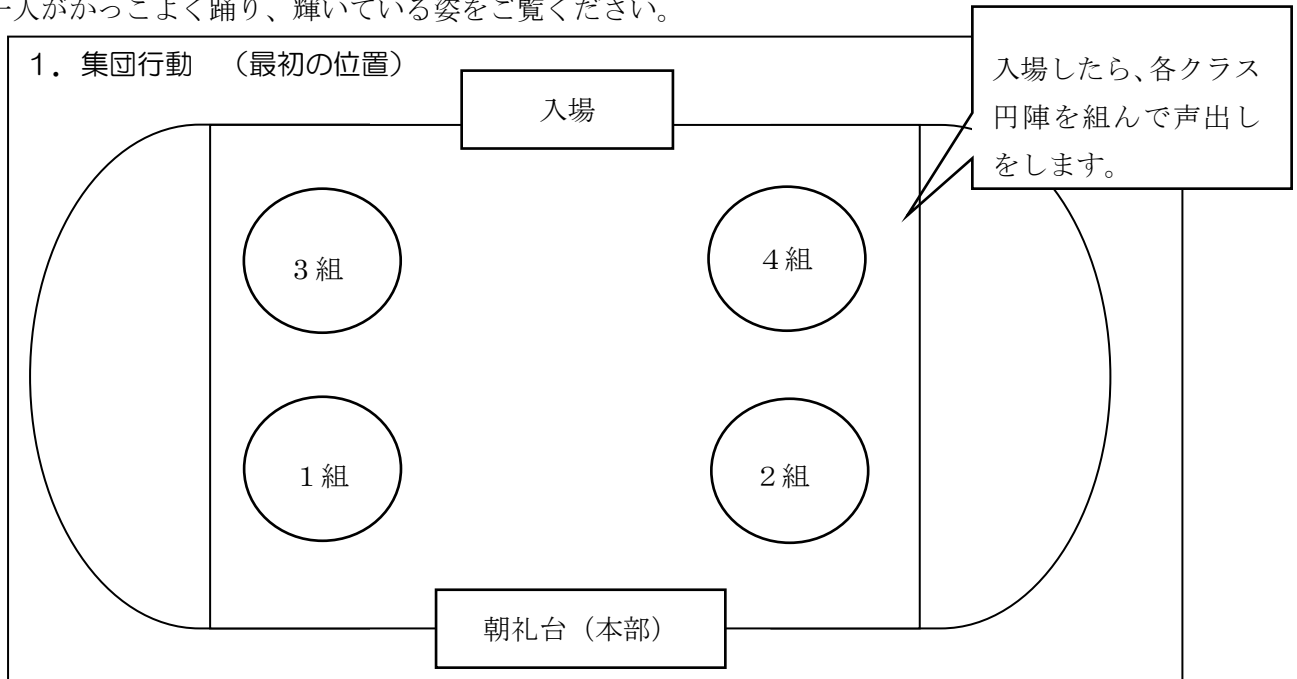 一人がかっこよく踊り、輝いている姿をご覧ください。
1．集団行動　（最初の位置）
入場
入場したら、各クラス
円陣を組んで声出し
をします。
3組
4組
1組
2組
朝礼台（本部）